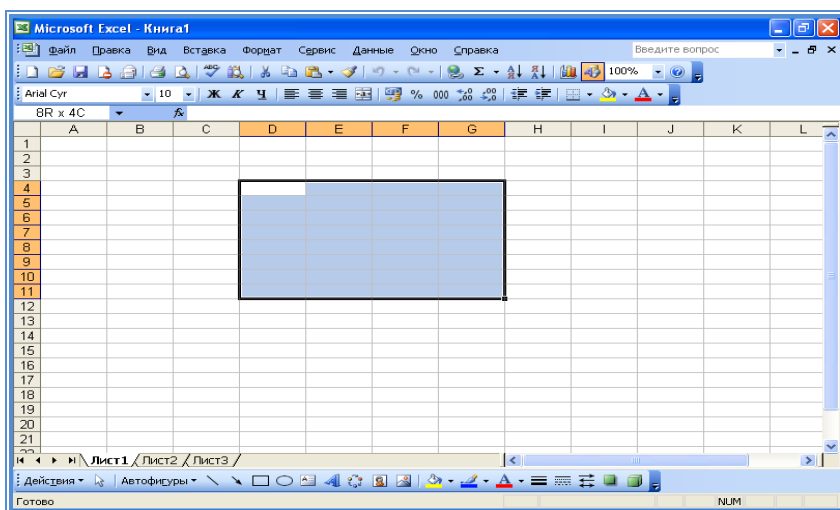 Microsoft Excel - Книга1
Файл Правка Вид Вставка Формат Сервис Данные Окно Справка Введите вопрос
100%
Arial Cyr 10 Ж К Ч % 000
8R x 4C fx
A B C D E F G H I J K L
1
2
3
4
5
6
7
8
9
10
11
12
13
14
15
16
17
18
19
20
21
22
Лист1 Лист2 Лист3
Действия Автофигуры
Готово NUM